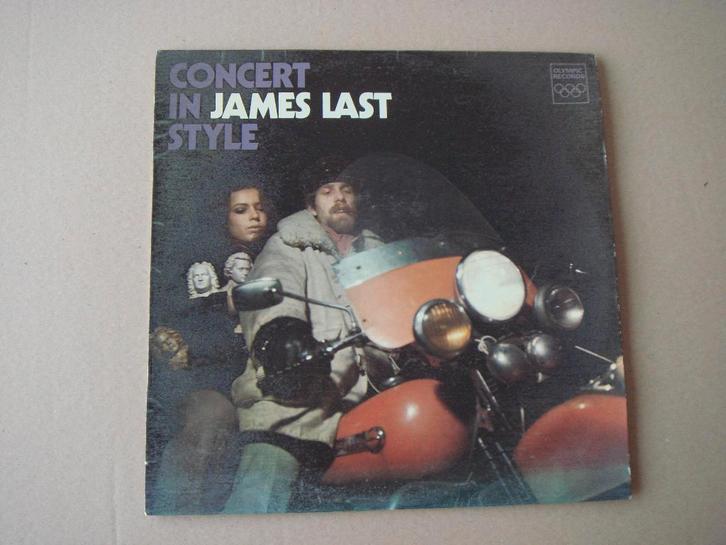 CONCERT
IN JAMES LAST
STYLE
OLYMPIC
RECORDS